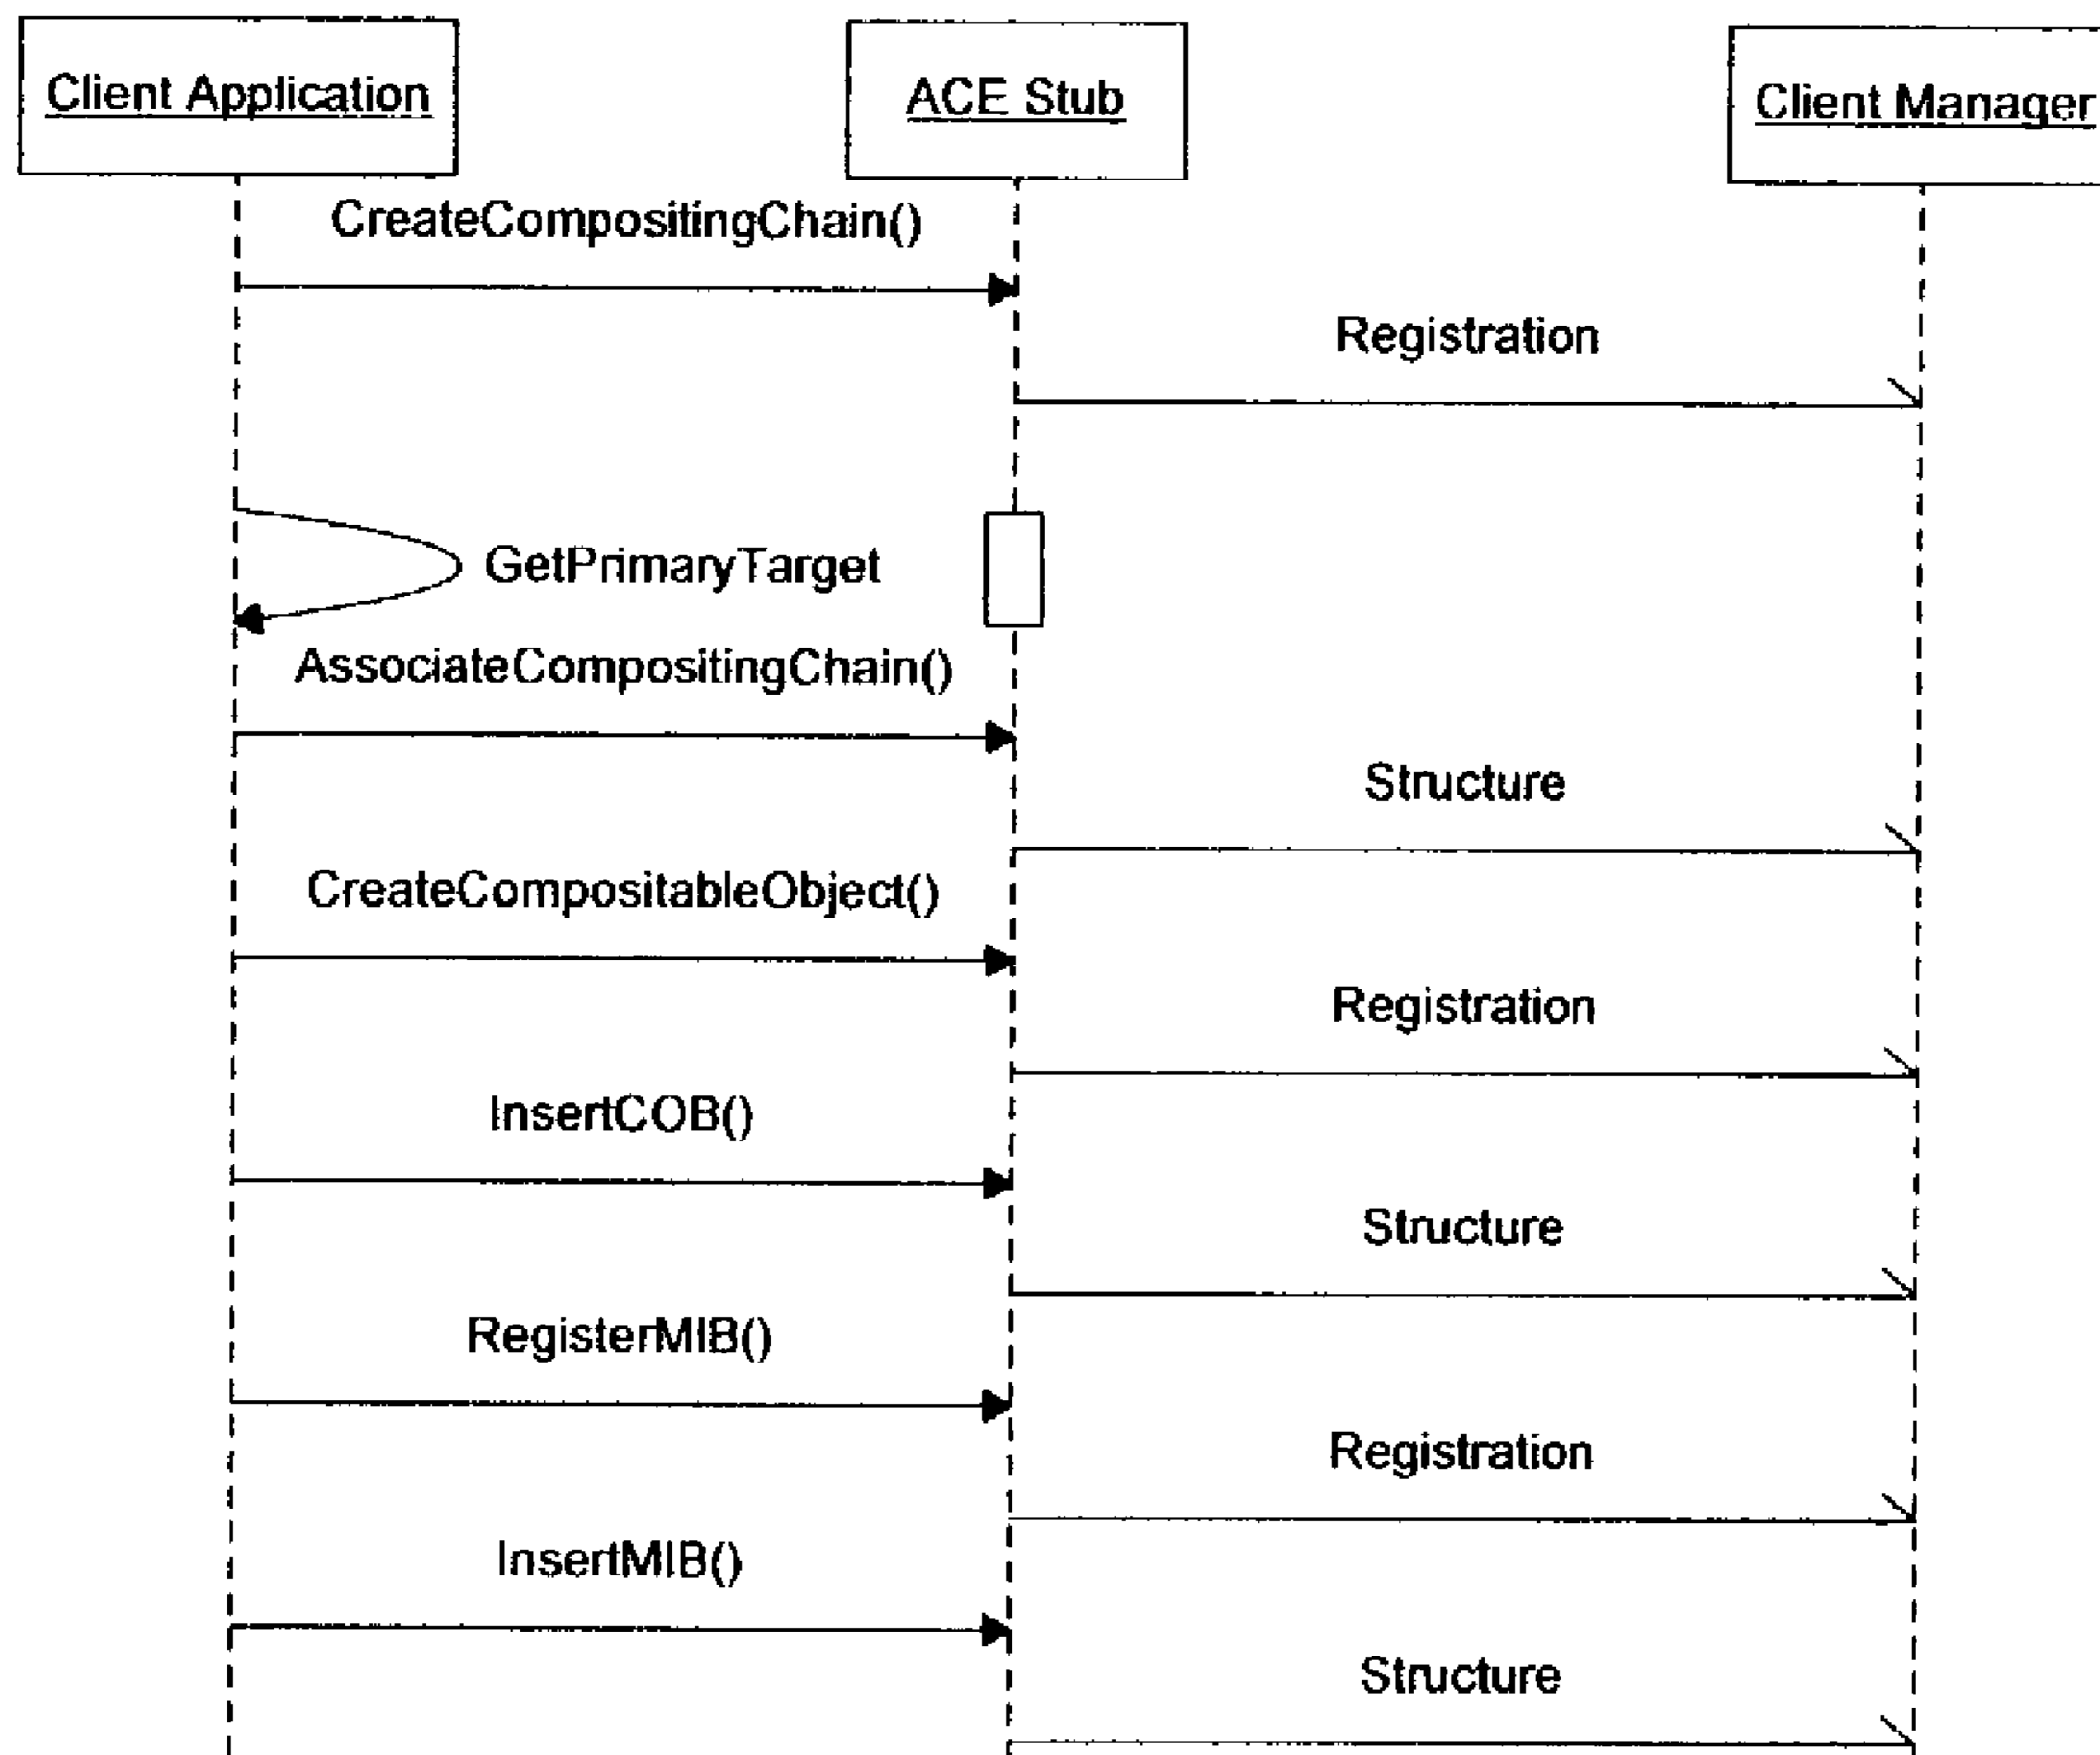 Client Application
ACE Stub
Client Manager
CreateCompositingChain()
Registration
GetPrimaryTarget
AssociateCompositingChain()
Structure
CreateCompositableObject()
Registration
InsertCOB()
Structure
RegisterMIB()
Registration
InsertMIB()
Structure